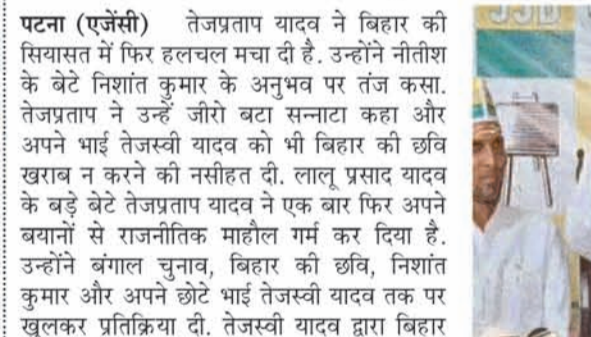 पटना (एजेंसी) तेजप्रताप यादव ने बिहार की
सियासत में फिर हलचल मचा दी है. उन्होंने नीतीश
के बेटे निशांत कुमार के अनुभव पर तंज कसा.
तेजप्रताप ने उन्हें जीरो बटा सन्नाटा कहा और
अपने भाई तेजस्वी यादव को भी बिहार की छवि
खराब न करने की नसीहत दी. लालू प्रसाद यादव
के बड़े बेटे तेजप्रताप यादव ने एक बार फिर अपने
बयानों से राजनीतिक माहौल गर्म कर दिया है.
उन्होंने बंगाल चुनाव, बिहार की छवि, निशांत
कुमार और अपने छोटे भाई तेजस्वी यादव तक पर
खुलकर प्रतिक्रिया दी. तेजस्वी यादव द्वारा बिहार